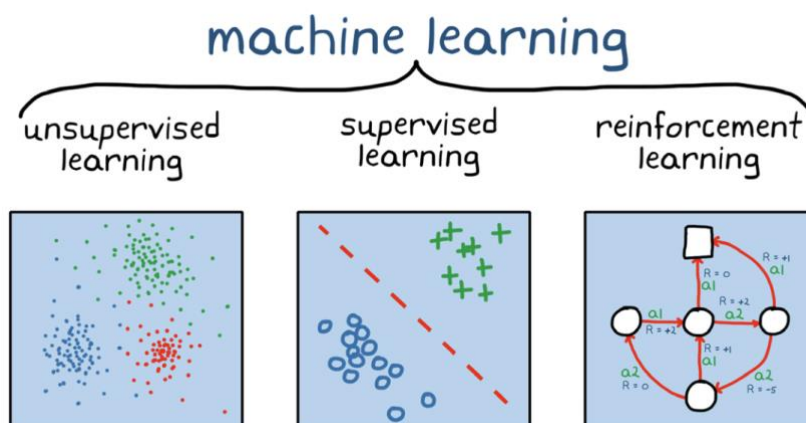 machine learning
unsupervised
learning
supervised
learning
reinforcement
learning
R = 0
a1
R = +1
a1
a1
R = +2
R = +2
a2
R = +1
a1
a2
R = 0
a2
R = -5